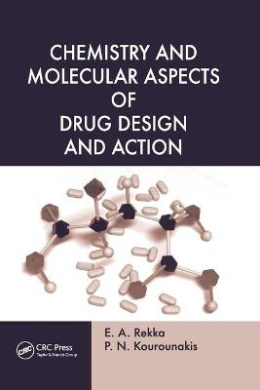 CHEMISTRY AND
MOLECULAR ASPECTS
OF
DRUG DESIGN
AND ACTION
E. A. REKKA
P. N. KOUROUNAKIS
CRC Press
Taylor & Francis Group